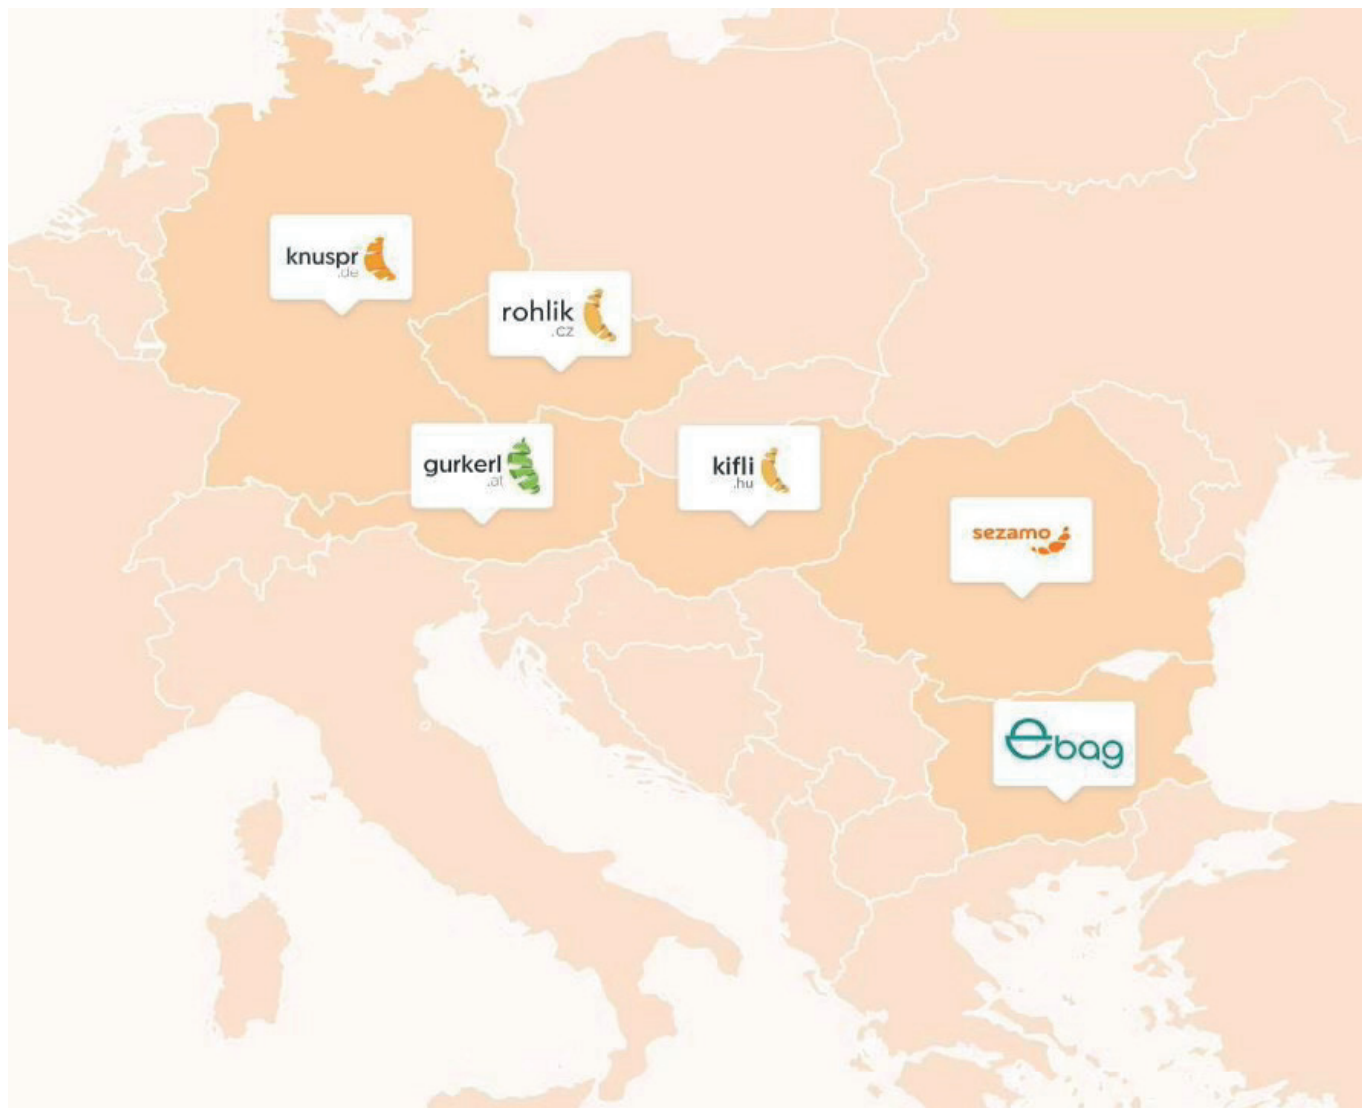 knuspr
.de
rohlik
.cz
gurkerl
.at
kifli
.hu
sezamo
ebag